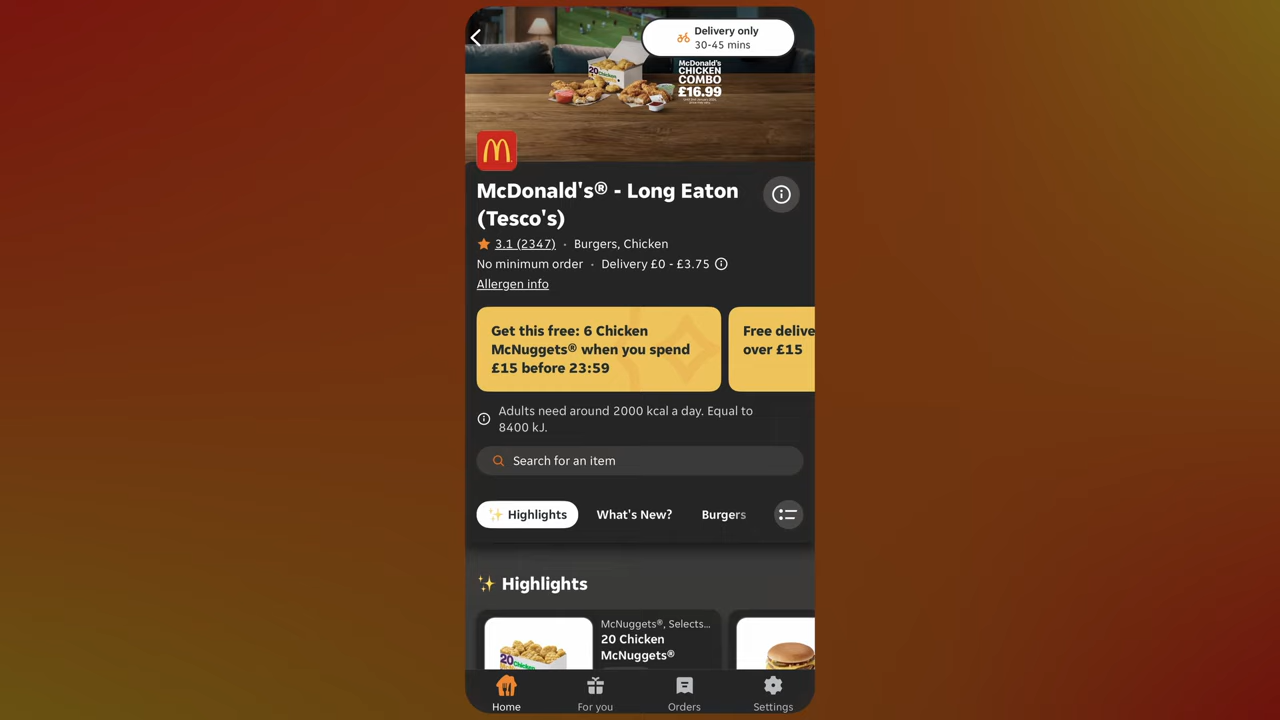 Delivery only
30-45 mins
McDonald's
CHICKEN
COMBO
£16.99
McDonald's® - Long Eaton
(Tesco's)
3.1 (2347) · Burgers, Chicken
No minimum order · Delivery £0 - £3.75
Allergen info
Get this free: 6 Chicken
McNuggets® when you spend
£15 before 23:59
Free delive
over £15
Adults need around 2000 kcal a day. Equal to
8400 kJ.
Search for an item
Highlights What's New? Burgers
Highlights
McNuggets®, Selects...
20 Chicken
McNuggets®
20 Chicken
Home For you Orders Settings